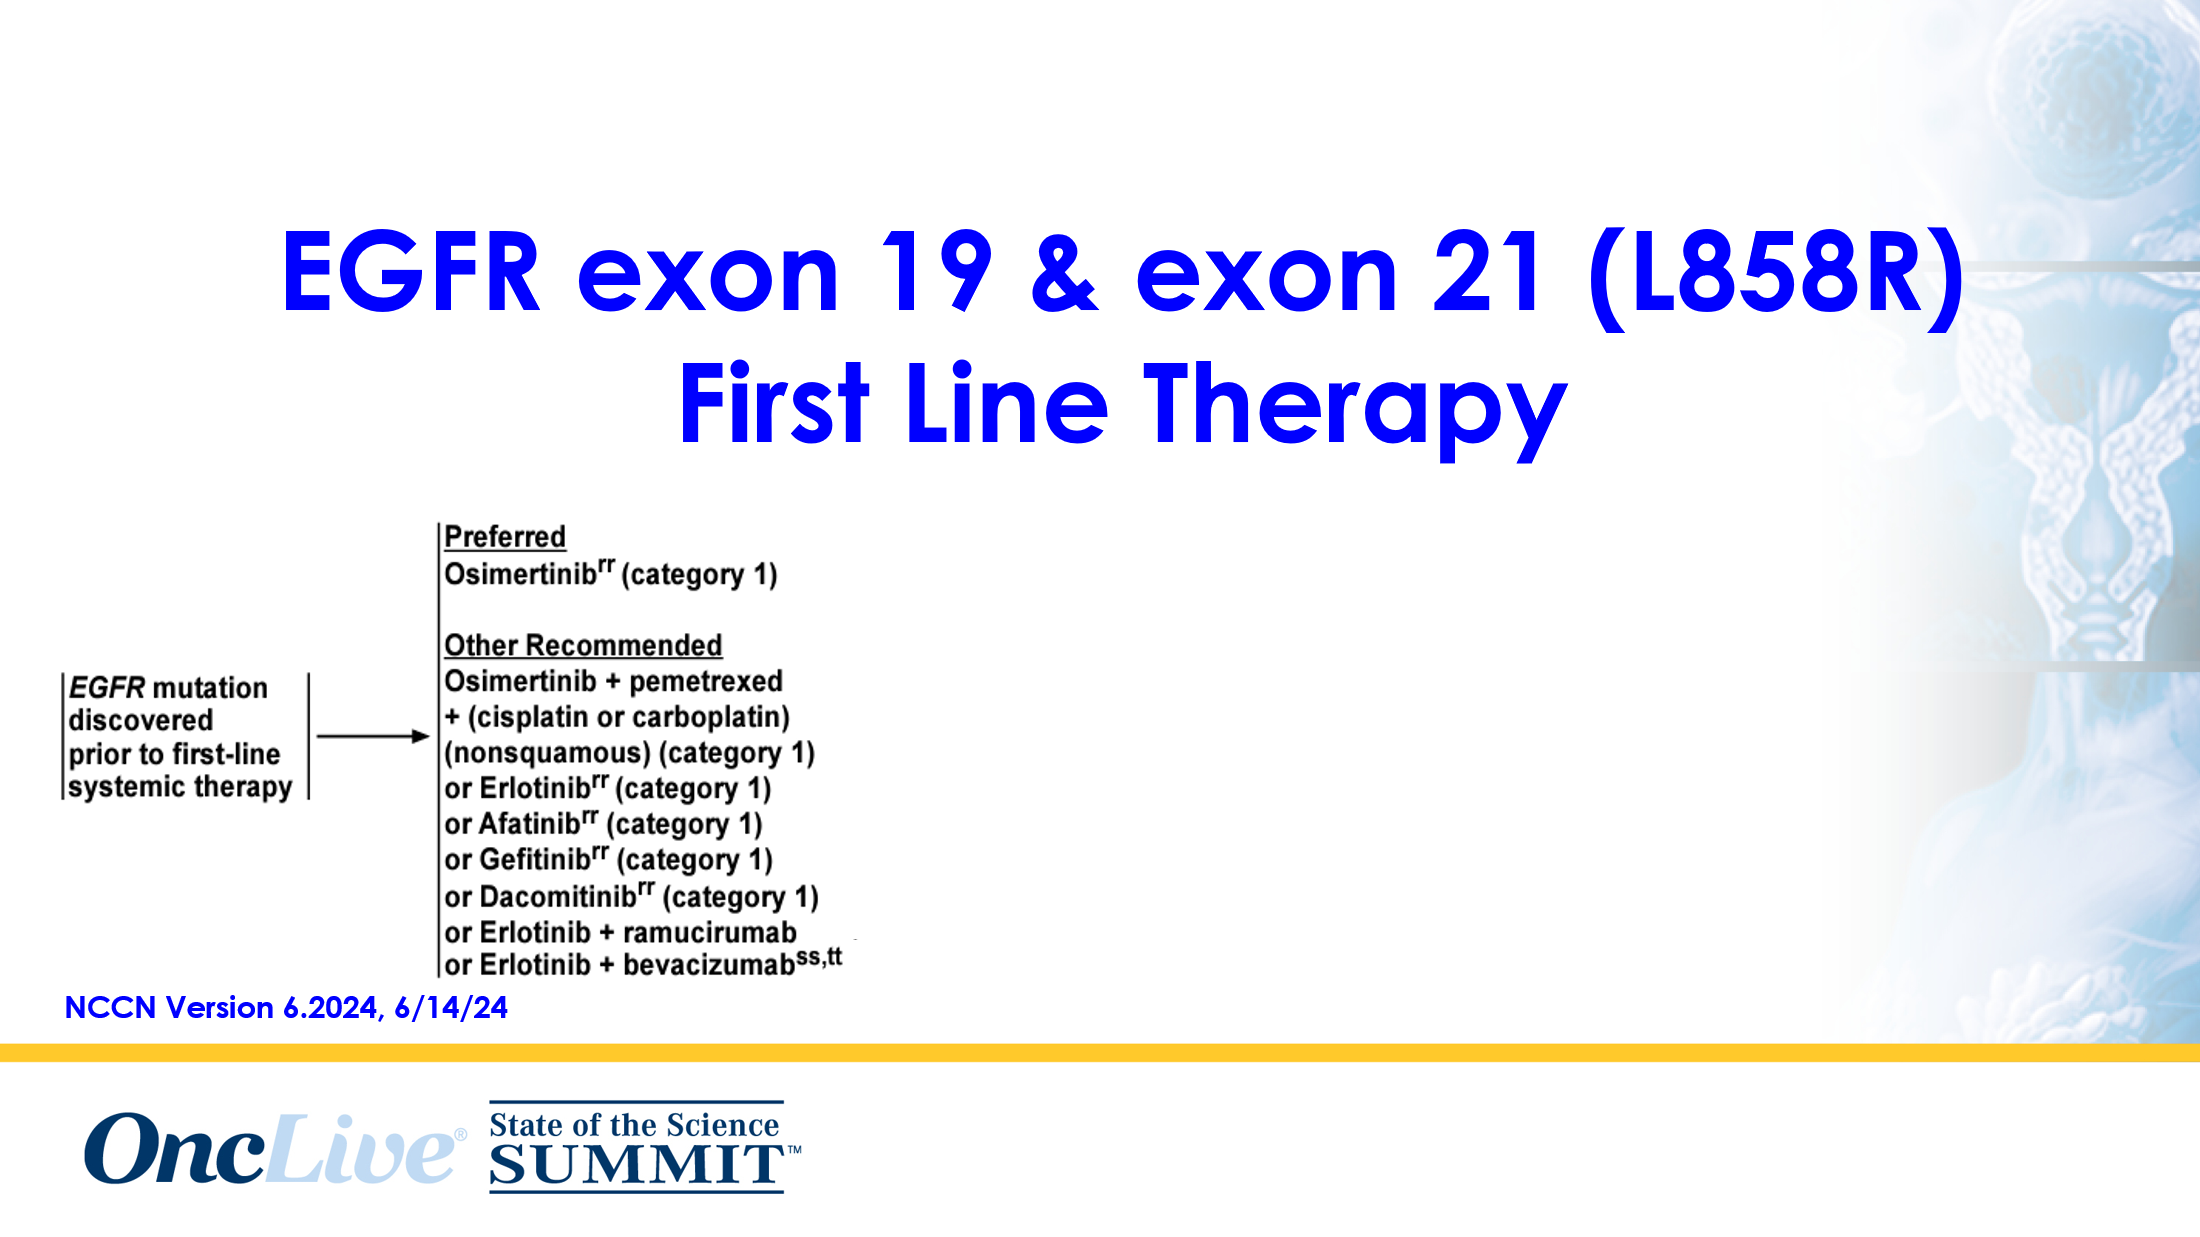 EGFR exon 19 & exon 21 (L858R)
First Line Therapy
EGFR mutation
discovered
prior to first-line
systemic therapy
Preferred
Osimertinibrr (category 1)
Other Recommended
Osimertinib + pemetrexed
+ (cisplatin or carboplatin)
(nonsquamous) (category 1)
or Erlotinibrr (category 1)
or Afatinibrr (category 1)
or Gefitinibrr (category 1)
or Dacomitinibrr (category 1)
or Erlotinib + ramucirumab
or Erlotinib + bevacizumabss,tt
NCCN Version 6.2024, 6/14/24
OncLive®
State of the Science
SUMMIT™